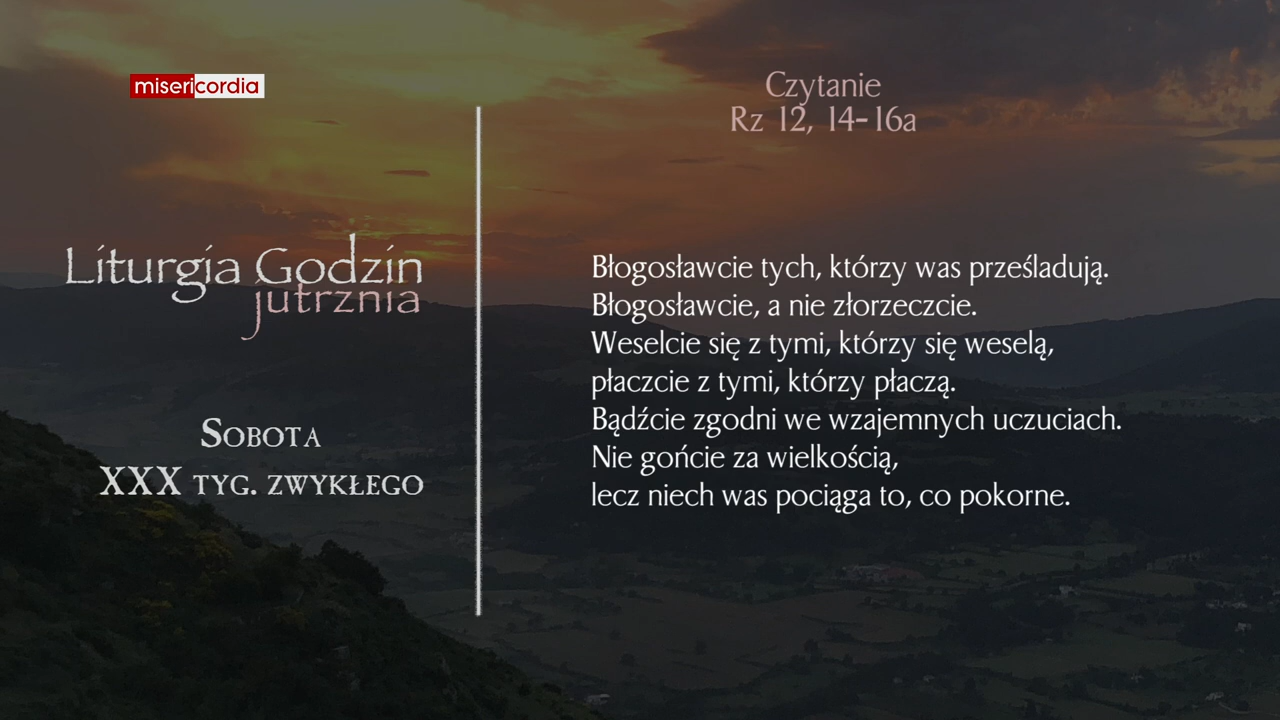 misericordia
Liturgia Godzin
jutrznia
Sobota
XXX tyg. zwykłego
Czytanie
Rz 12, 14-16a
Błogosławcie tych, którzy was prześladują.
Błogosławcie, a nie złorzeczcie.
Weselcie się z tymi, którzy się weselą,
płaczcie z tymi, którzy płaczą.
Bądźcie zgodni we wzajemnych uczuciach.
Nie gońcie za wielkością,
lecz niech was pociąga to, co pokorne.